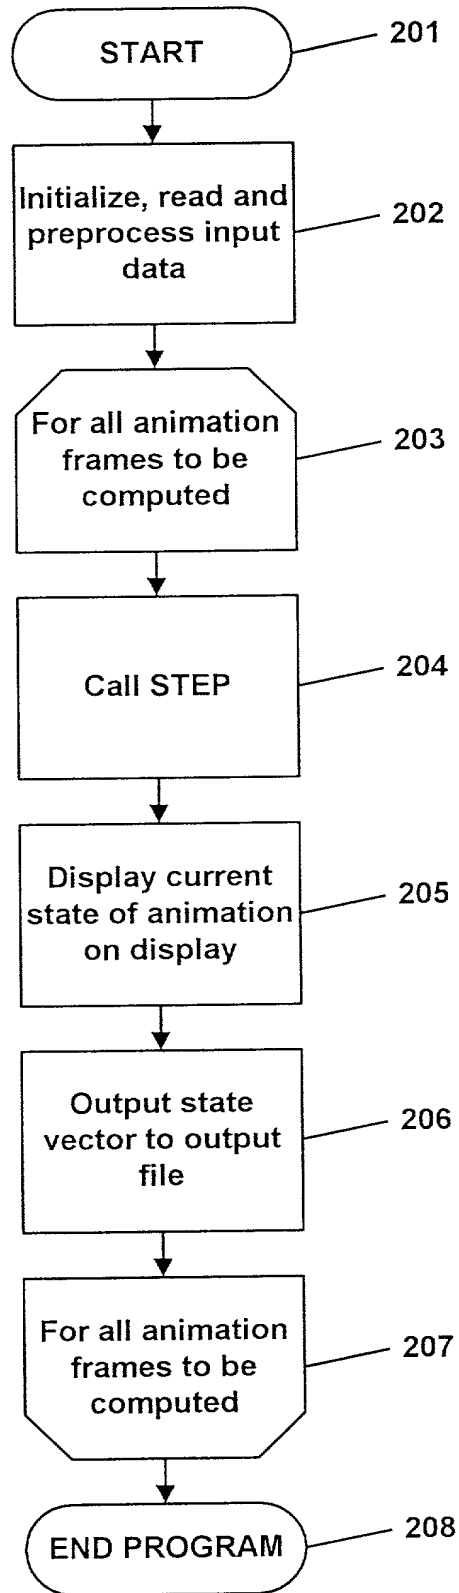 START
201
Initialize, read and
preprocess input
data
202
For all animation
frames to be
computed
203
Call STEP
204
Display current
state of animation
on display
205
Output state
vector to output
file
206
For all animation
frames to be
computed
207
END PROGRAM
208